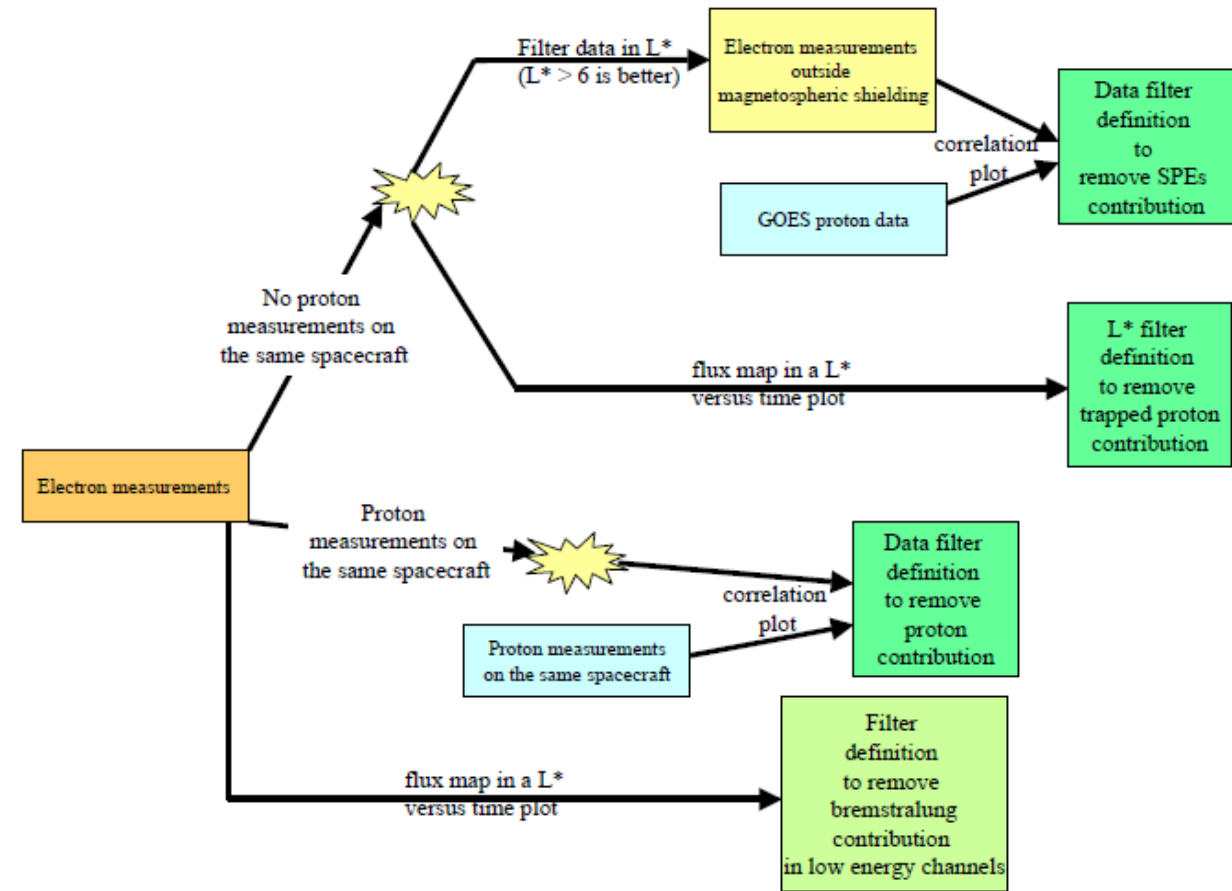 Filter data in L*
(L* > 6 is better)
Electron measurements
outside
magnetospheric shielding
Data filter
definition
to
remove SPEs
contribution
correlation
plot
GOES proton data
No proton
measurements on
the same spacecraft
flux map in a L*
versus time plot
L* filter
definition
to remove
trapped proton
contribution
Electron measurements
Proton
measurements on
the same spacecraft
correlation
plot
Data filter
definition
to remove
proton
contribution
Proton measurements
on the same spacecraft
flux map in a L*
versus time plot
Filter
definition
to remove
bremstralung
contribution
in low energy channels